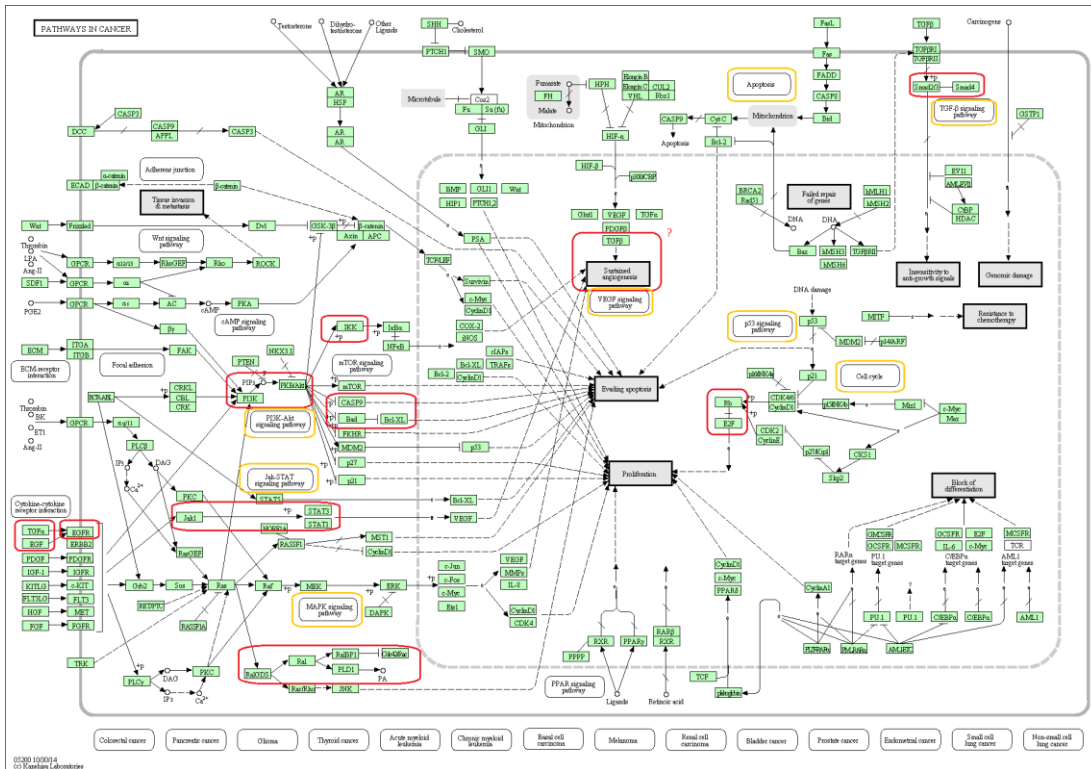 PATHWAYS IN CANCER
Testosterone
Dihydro-
testosterone
Other
Ligands
SHH
Cholesterol
PTCH1
SMO
FasL
TGFβ
Carcinogens
Fas
TGFβRI
TGFβRII
AR
HSP
AR
AR
Microtubule
Cos2
Fu
GLI
Fumarate
FH
Malate
Mitochondrion
HPH
Elongin B
Elongin C
CUL2
VHL
Rbx1
HIF-α
Apoptosis
FADD
CASP8
Bid
CASP9
CytC
Mitochondrion
Apoptosis
Bcl-2
+p
Smad2/3
Smad4
TGF-β signaling
pathway
GSTP1
CASP3
DCC
CASP9
APPL
CASP3
Adherens junction
ECAD
α-catenin
β-catenin
β-catenin
Tissue invasion
& metastasis
HIF-β
p300/CBP
BMP
GLI1
Wnt
HIP1
PTCH1,2
BRCA2
Rad51
Failed repair
of genes
hMLH1
hMSH2
EVI1
AML1/EVI1
CtBP
HDAC
DNA
DNA
Bax
hMSH3
TGFβRII
hMSH6
Wnt
Frizzled
Dvl
GSK-3β
β-catenin
Axin
APC
+p
Glut1
VEGF
TGFα
PDGFβ
TGFβ
?
Sustained
angiogenesis
VEGF signaling
pathway
PSA
TCF/LEF
Survivin
c-Myc
CyclinD1
Thrombin
LPA
Ang-II
GPCR
α12/13
RhoGEF
Rho
ROCK
Wnt signaling
pathway
SDF1
GPCR
αi
PGE2
GPCR
αs
AC
cAMP
PKA
cAMP signaling
pathway
Insensitivity to
anti-growth signals
Genomic damage
DNA damage
p53
MITF
Resistance to
chemotherapy
p53 signaling
pathway
MDM2
p14ARF
p21
Cell cycle
βγ
IKK
+p
IκBα
NFκB
COX-2
iNOS
ECM
ITGA
ITGB
FAK
ECM-receptor
interaction
Focal adhesion
PTEN
NKX3.1
PIP3
PKB/Akt
PI3K
PI3K-Akt
signaling pathway
mTOR signaling
pathway
mTOR
cIAPs
Bcl-XL
TRAFs
Bcl-2
CyclinD1
Evading apoptosis
CASP9
Bad
Bcl-XL
FKHR
MDM2
p53
p27
p21
BCR-ABL
CRKL
CBL
CRK
Rb
E2F
CDK4/6
CyclinD1
p15INK4b
Miz1
c-Myc
Max
CDK2
CyclinE
p27Kip1
CKS1
Skp2
Thrombin
BK
ET1
Ang-II
GPCR
αq/11
PLCβ
IP3
DAG
Ca2+
Jak-STAT
signaling pathway
STAT5
Bcl-XL
VEGF
Proliferation
Block of
differentiation
Cytokine-cytokine
receptor interaction
PKC
Jak1
STAT3
STAT1
RASSF1
MST1
CyclinD1
TGFα
EGF
EGFR
ERBB2
PDGF
PDGFR
IGF-1
IGFR
KITLG
c-KIT
FLT3LG
FLT3
HGF
MET
FGF
FGFR
TRK
RasGEF
Grb2
Sos
Ras
Raf
MEK
ERK
+p
DAPK
MAPK signaling
pathway
REDPTC
RASSF1A
c-Jun
c-Fos
c-Myc
Ets1
VEGF
MMPs
IL-8
CyclinD1
CDK4
RARα
target genes
GMCSFR
GCSFR
MCSFR
PU.1
target genes
GCSFR
E2F
IL-6
c-Myc
C/EBPα
target genes
MCSFR
TCR
AML1
target genes
CyclinD1
c-Myc
PPARδ
CyclinA1
PU.1
PU.1
?
C/EBPα
C/EBPα
AML1
PLZF-RARα
PML-RARα
RalGDS
Ral
RalBP1
Cdc42/Rac
PLD1
PA
Rac/Rho
JNK
PLCγ
+p
DAG
IP3
PKC
Ca2+
RXR
PPARγ
PPFP
RARβ
RXR
PPAR signaling
pathway
Ligands
Retinoic acid
TCF
Colorectal cancer
Pancreatic cancer
Glioma
Thyroid cancer
Acute myeloid
leukemia
Chronic myeloid
leukemia
Basal cell
carcinoma
Melanoma
Renal cell
carcinoma
Bladder cancer
Prostate cancer
Endometrial cancer
Small cell
lung cancer
Non-small cell
lung cancer
05200 10/30/14
(c) Kanehisa Laboratories